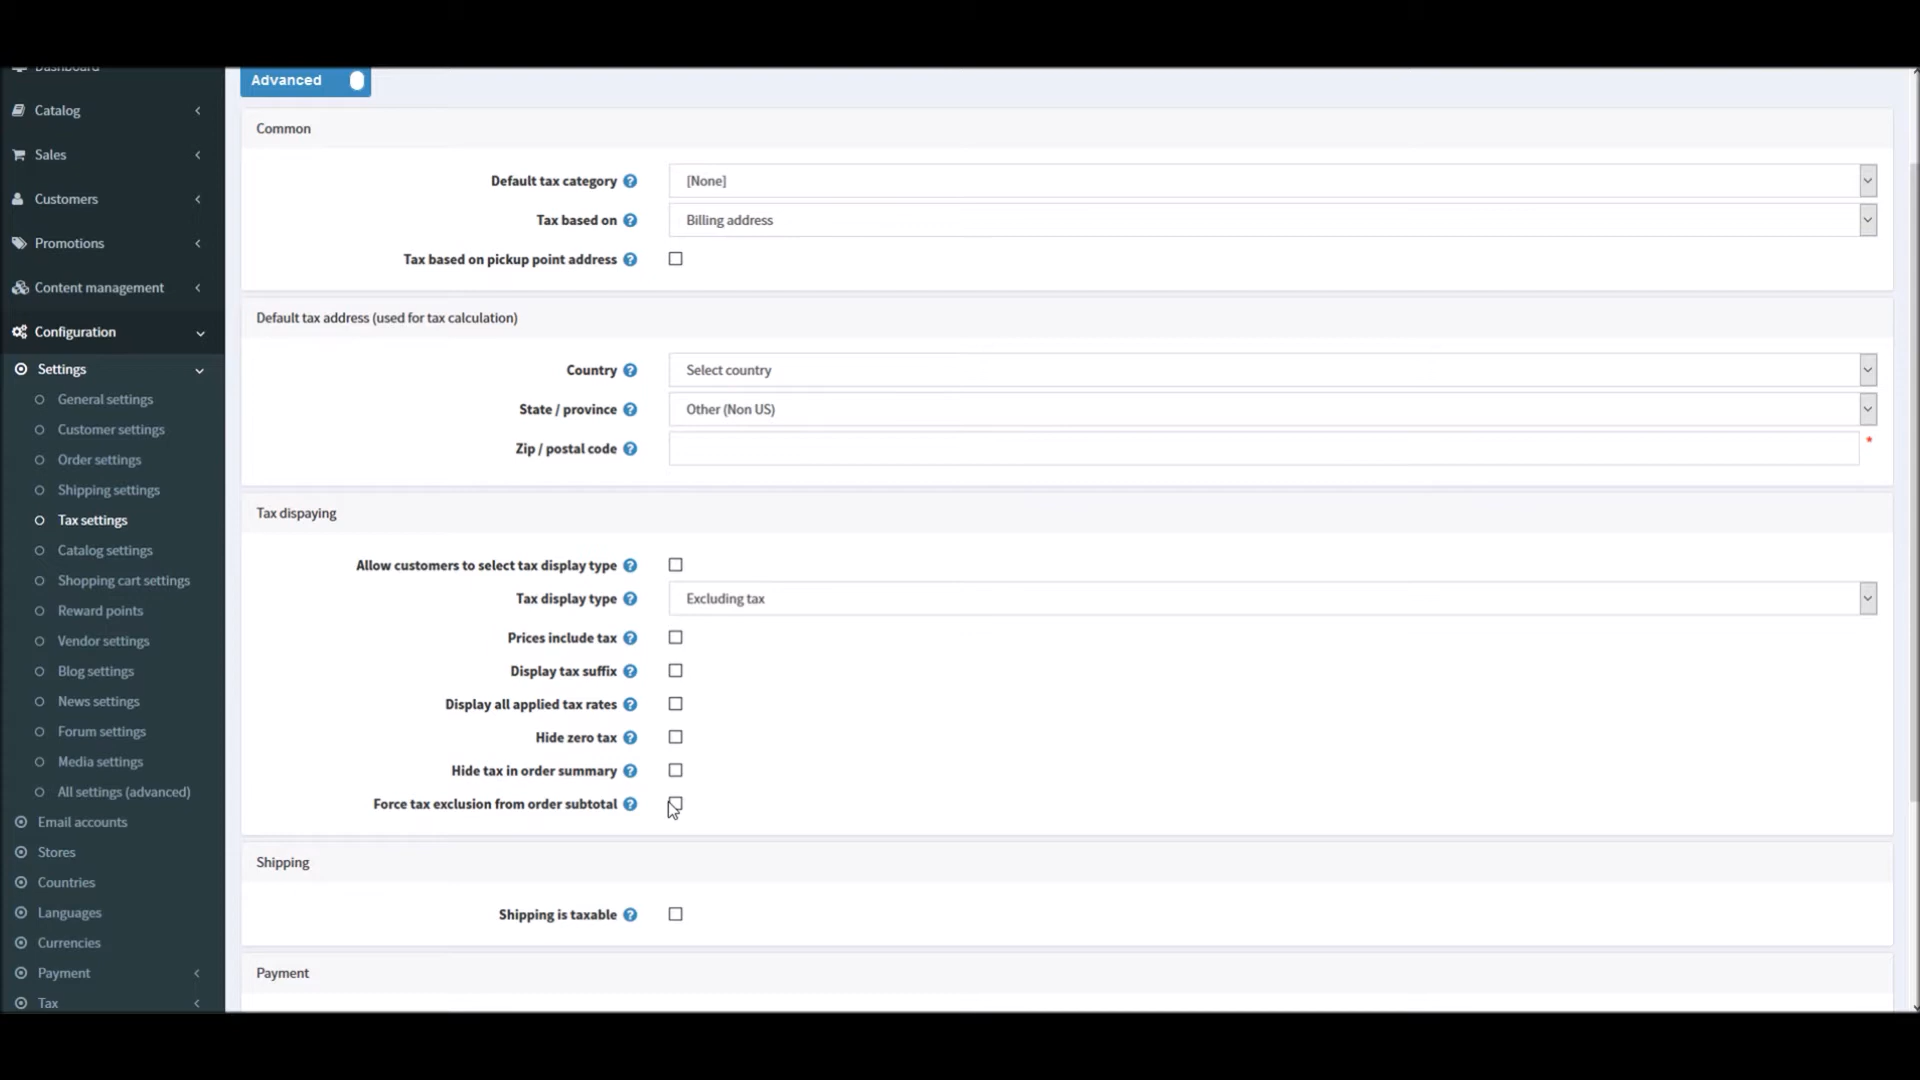 Dashboard
Advanced
Catalog
Sales
Customers
Promotions
Content management
Configuration
Settings
General settings
Customer settings
Order settings
Shipping settings
Tax settings
Catalog settings
Shopping cart settings
Reward points
Vendor settings
Blog settings
News settings
Forum settings
Media settings
All settings (advanced)
Email accounts
Stores
Countries
Languages
Currencies
Payment
Tax
Common
Default tax category [None]
Tax based on Billing address
Tax based on pickup point address
Default tax address (used for tax calculation)
Country Select country
State / province Other (Non US)
Zip / postal code *
Tax dispaying
Allow customers to select tax display type
Tax display type Excluding tax
Prices include tax
Display tax suffix
Display all applied tax rates
Hide zero tax
Hide tax in order summary
Force tax exclusion from order subtotal
Shipping
Shipping is taxable
Payment